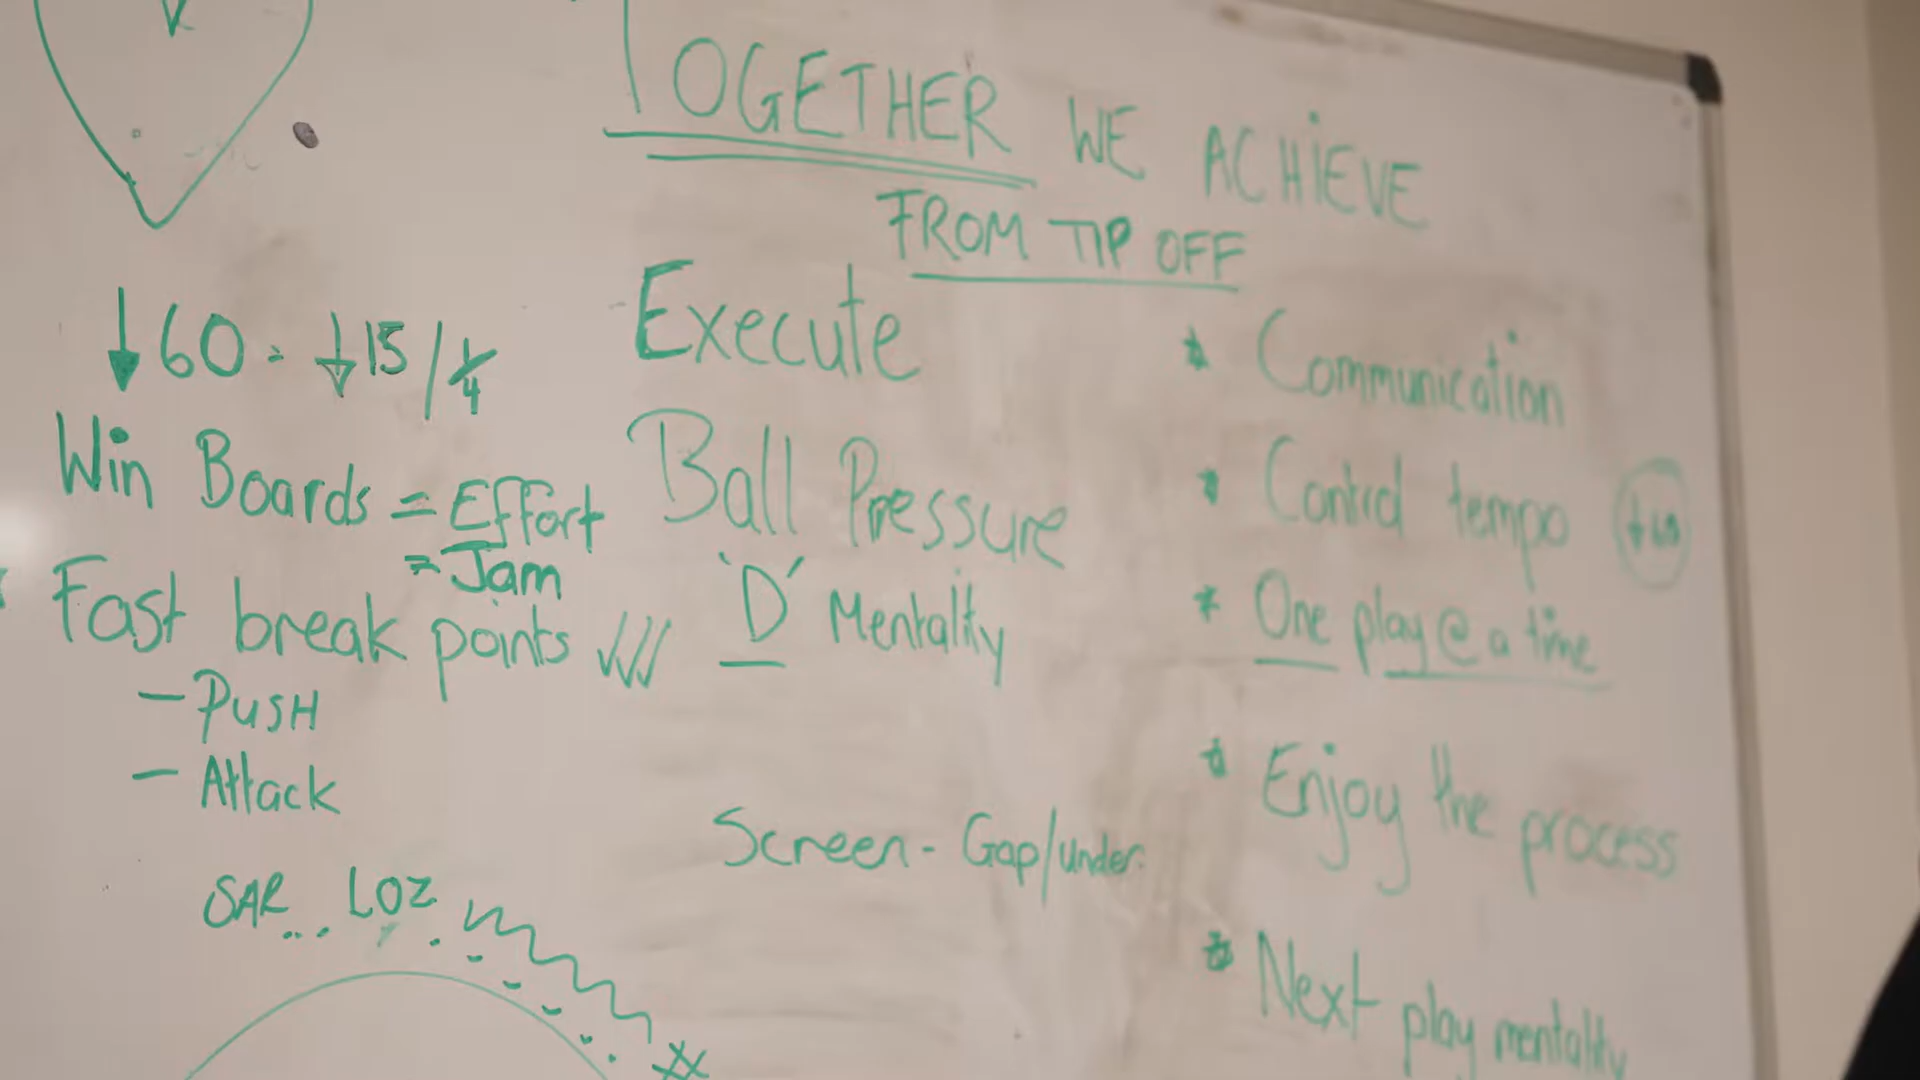 TOGETHER WE ACHIEVE
FROM TIP OFF
↓60 = ↓15/¼
Win Boards = Effort
= Jam
Fast break points ✓✓✓
- PUSH
- Attack
SAR... LOZ
XX
Execute
Ball Pressure
'D' Mentality
Screen - Gap/under
* Communication
* Control tempo
* One play @ a time
* Enjoy the process
* Next play mentality